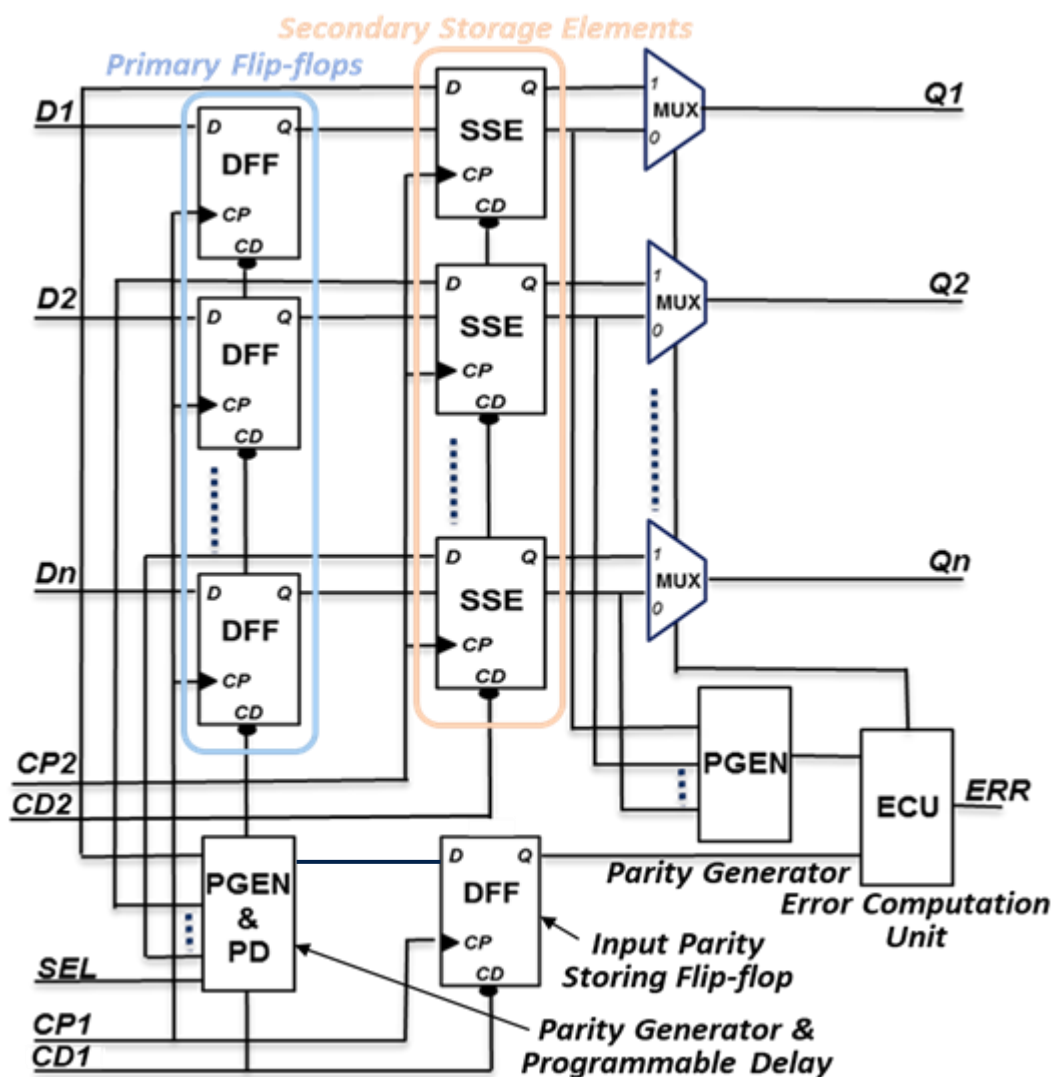 Secondary Storage Elements
Primary Flip-flops
D1
D Q
DFF
CP
CD
D Q
SSE
CP
CD
1
MUX
0
Q1
D2
D Q
DFF
CP
CD
D Q
SSE
CP
CD
1
MUX
0
Q2
Dn
D Q
DFF
CP
CD
D Q
SSE
CP
CD
1
MUX
0
Qn
CP2
CD2
PGEN
ECU
ERR
PGEN
&
PD
D Q
DFF
CP
CD
Parity Generator
Error Computation
Unit
SEL
Input Parity
Storing Flip-flop
CP1
CD1
Parity Generator &
Programmable Delay